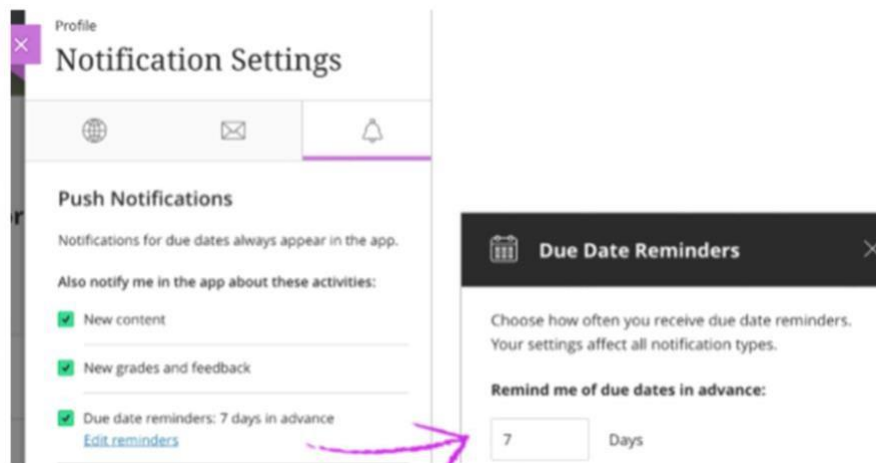 Profile
Notification Settings
Push Notifications
Notifications for due dates always appear in the app.
Also notify me in the app about these activities:
New content
New grades and feedback
Due date reminders: 7 days in advance
Edit reminders
Due Date Reminders
Choose how often you receive due date reminders.
Your settings affect all notification types.
Remind me of due dates in advance:
7 Days